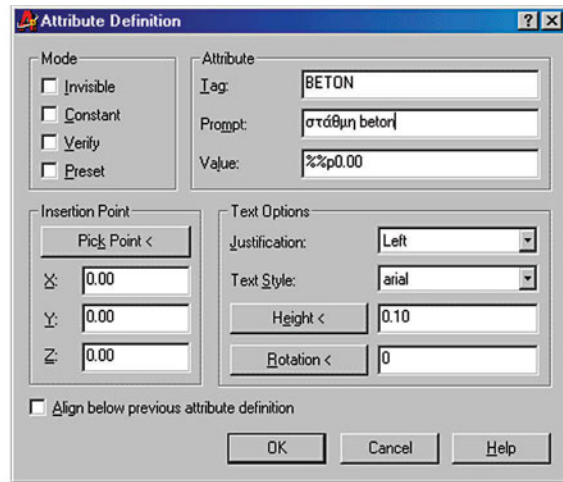 Attribute Definition
Mode
Invisible
Constant
Verify
Preset
Attribute
Tag: BETON
Prompt: στάθμη beton
Value: %%p0.00
Insertion Point
Pick Point <
X: 0.00
Y: 0.00
Z: 0.00
Text Options
Justification: Left
Text Style: arial
Height < 0.10
Rotation < 0
Align below previous attribute definition
OK Cancel Help